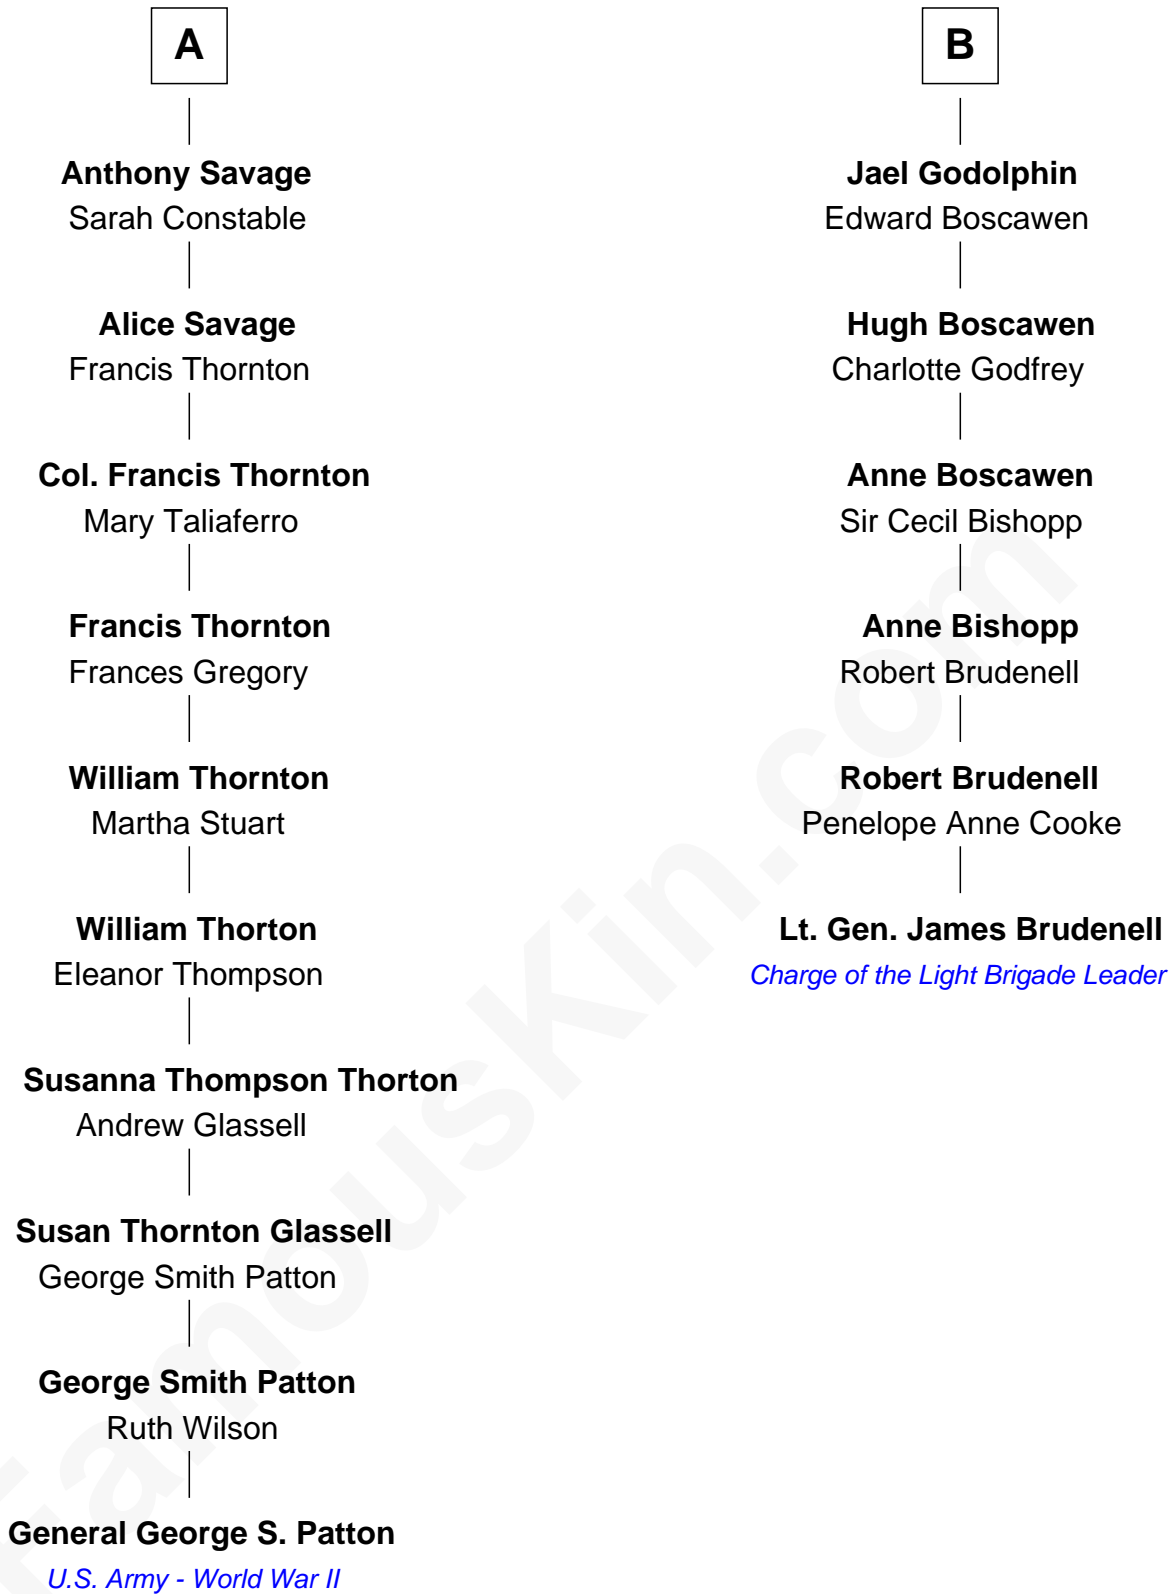 A
Anthony Savage
Sarah Constable
Alice Savage
Francis Thornton
Col. Francis Thornton
Mary Taliaferro
Francis Thornton
Frances Gregory
William Thornton
Martha Stuart
William Thorton
Eleanor Thompson
Susanna Thompson Thorton
Andrew Glassell
Susan Thornton Glassell
George Smith Patton
George Smith Patton
Ruth Wilson
General George S. Patton
U.S. Army - World War II
B
Jael Godolphin
Edward Boscawen
Hugh Boscawen
Charlotte Godfrey
Anne Boscawen
Sir Cecil Bishopp
Anne Bishopp
Robert Brudenell
Robert Brudenell
Penelope Anne Cooke
Lt. Gen. James Brudenell
Charge of the Light Brigade Leader
FamousKin.com